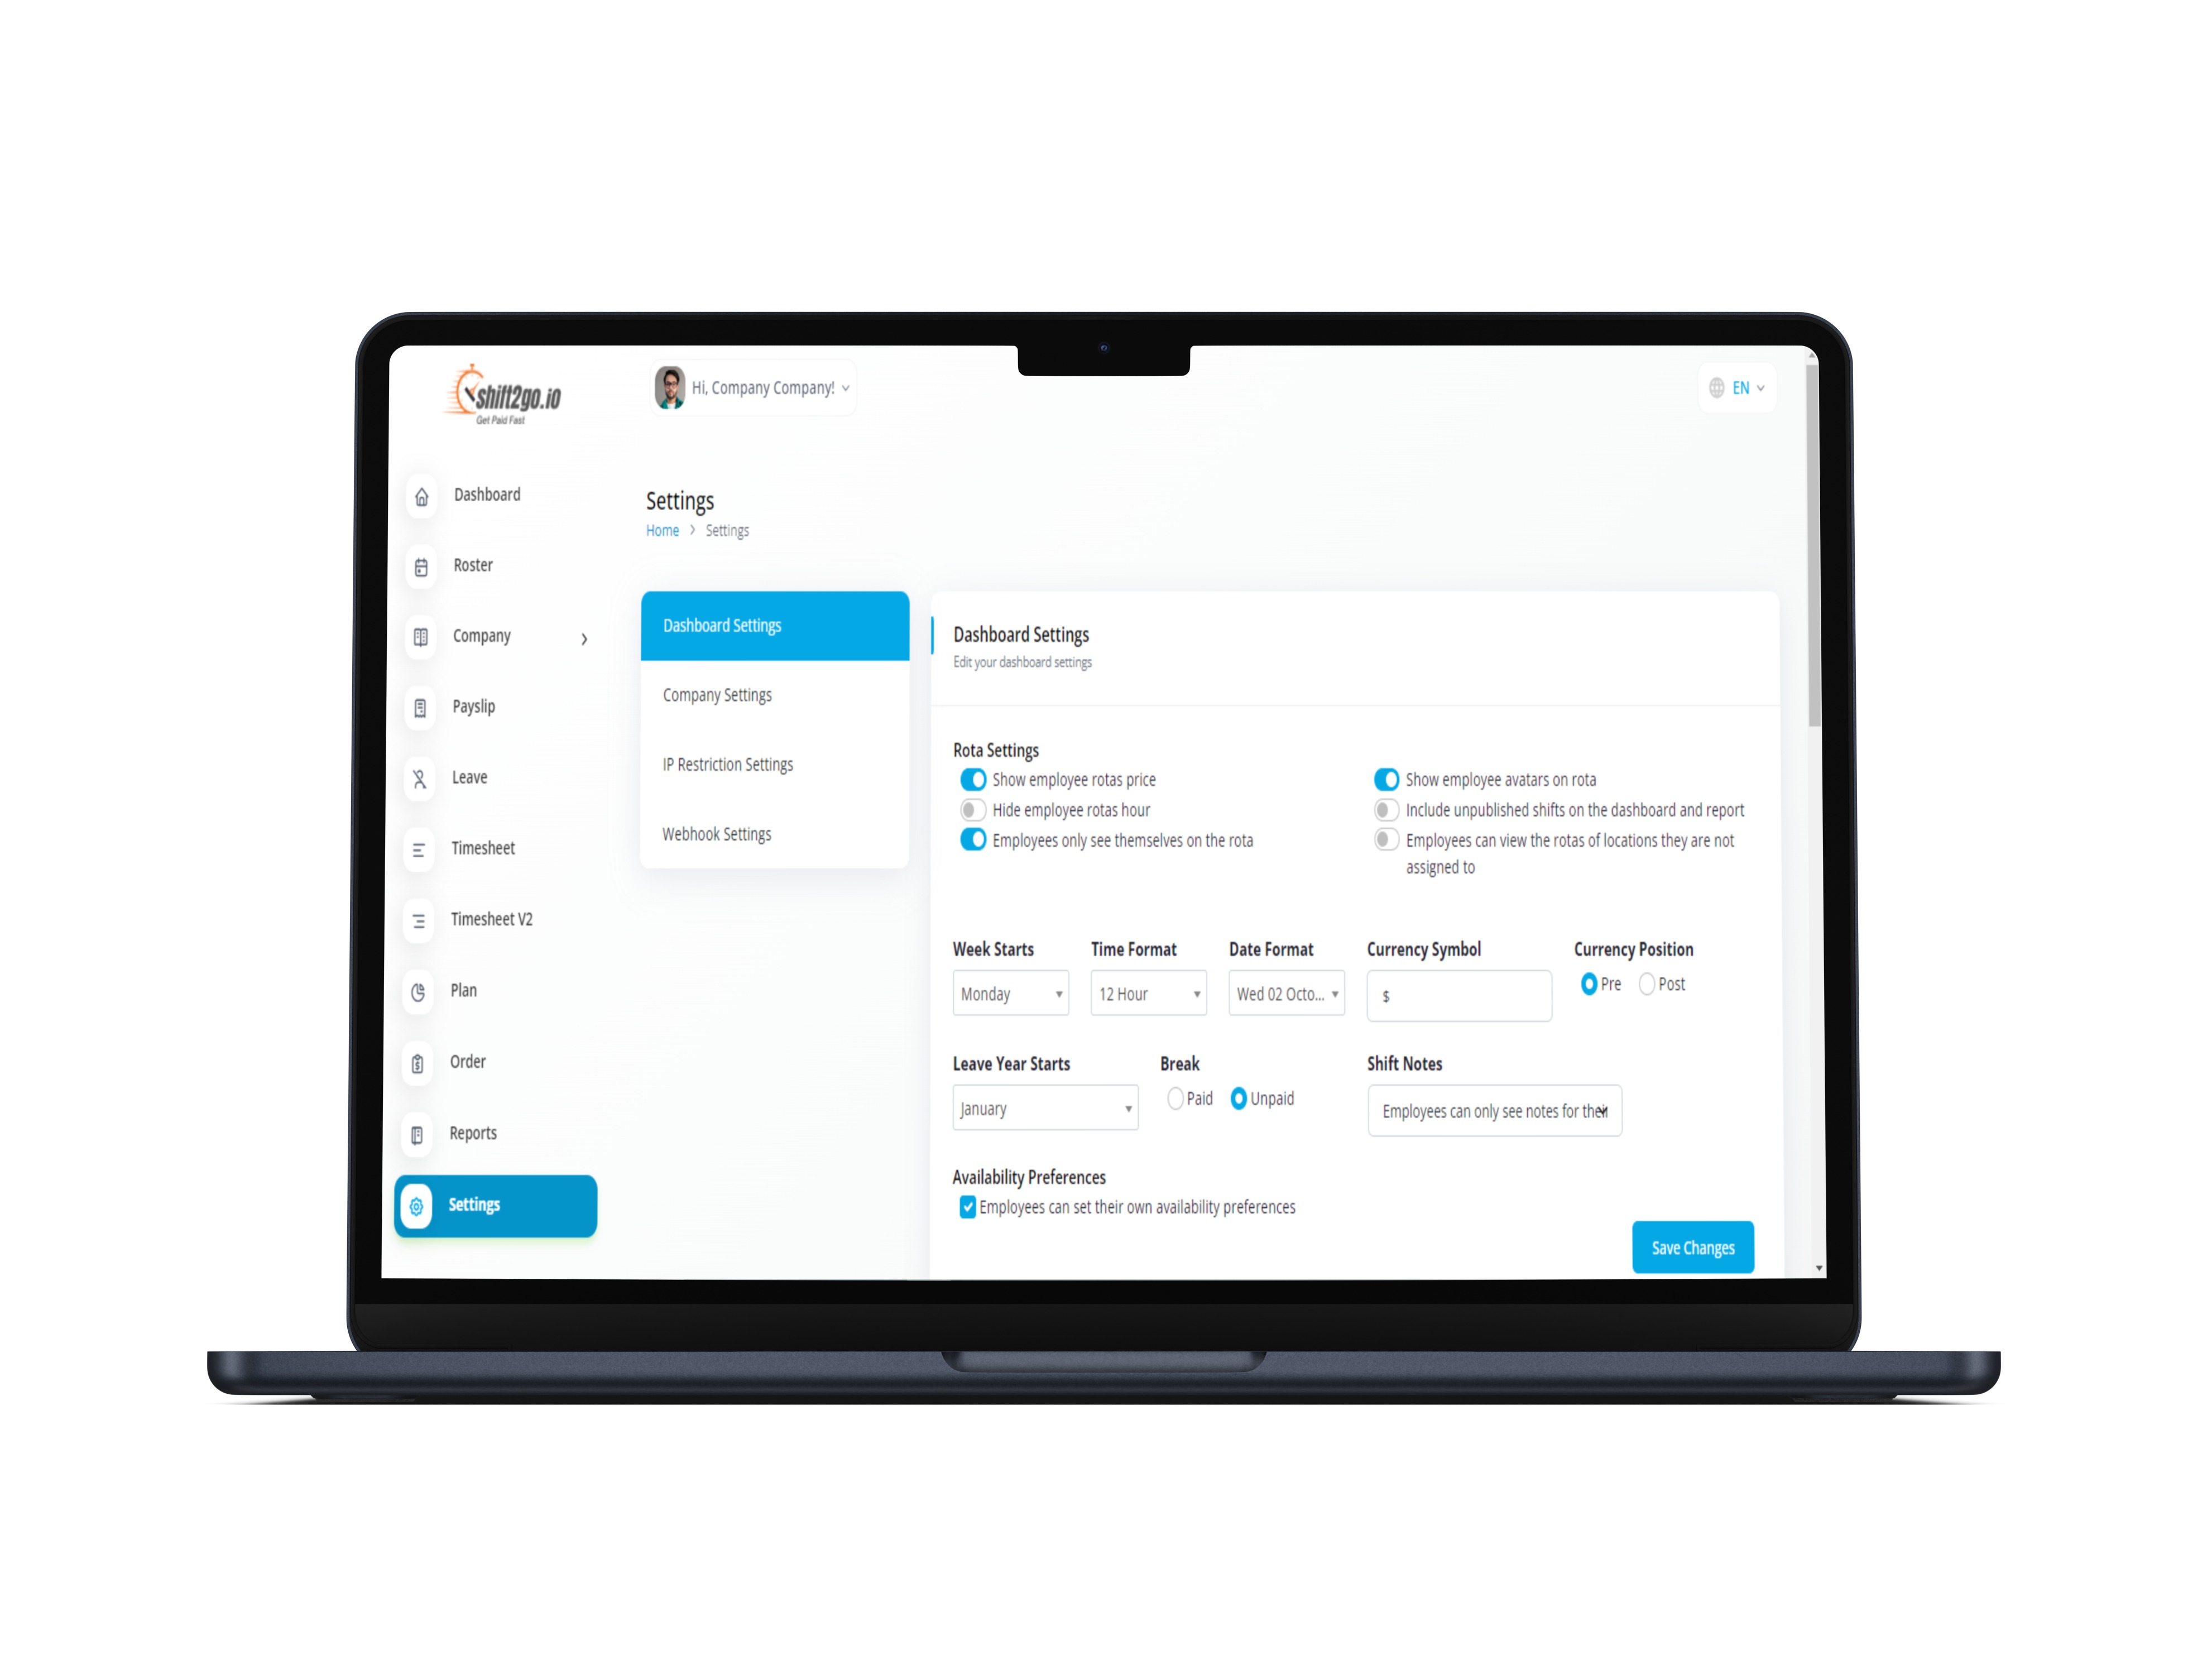 shift2go.io
Get Paid Fast
Hi, Company Company!
EN
Dashboard
Roster
Company
Payslip
Leave
Timesheet
Timesheet V2
Plan
Order
Reports
Settings
Settings
Home > Settings
Dashboard Settings
Company Settings
IP Restriction Settings
Webhook Settings
Dashboard Settings
Edit your dashboard settings
Rota Settings
Show employee rotas price
Hide employee rotas hour
Employees only see themselves on the rota
Show employee avatars on rota
Include unpublished shifts on the dashboard and report
Employees can view the rotas of locations they are not
assigned to
Week Starts
Monday
Time Format
12 Hour
Date Format
Wed 02 Octo...
Currency Symbol
$
Currency Position
Pre Post
Leave Year Starts
January
Break
Paid Unpaid
Shift Notes
Employees can only see notes for their
Availability Preferences
Employees can set their own availability preferences
Save Changes